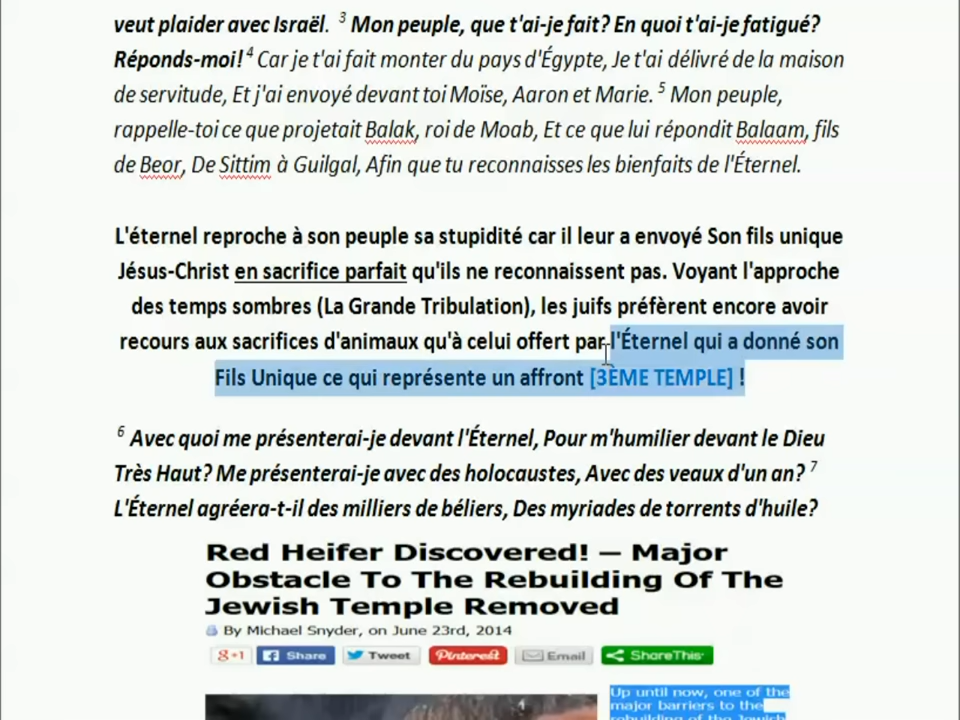 veut plaider avec Israël. 3 Mon peuple, que t'ai-je fait? En quoi t'ai-je fatigué?
Réponds-moi! 4 Car je t'ai fait monter du pays d'Égypte, Je t'ai délivré de la maison
de servitude, Et j'ai envoyé devant toi Moïse, Aaron et Marie. 5 Mon peuple,
rappelle-toi ce que projetait Balak, roi de Moab, Et ce que lui répondit Balaam, fils
de Beor, De Sittim à Guilgal, Afin que tu reconnaisses les bienfaits de l'Éternel.
L'éternel reproche à son peuple sa stupidité car il leur a envoyé Son fils unique
Jésus-Christ en sacrifice parfait qu'ils ne reconnaissent pas. Voyant l'approche
des temps sombres (La Grande Tribulation), les juifs préfèrent encore avoir
recours aux sacrifices d'animaux qu'à celui offert par l'Éternel qui a donné son
Fils Unique ce qui représente un affront [3ÈME TEMPLE] !
6 Avec quoi me présenterai-je devant l'Éternel, Pour m'humilier devant le Dieu
Très Haut? Me présenterai-je avec des holocaustes, Avec des veaux d'un an? 7
L'Éternel agréera-t-il des milliers de béliers, Des myriades de torrents d'huile?
Red Heifer Discovered! – Major
Obstacle To The Rebuilding Of The
Jewish Temple Removed
By Michael Snyder, on June 23rd, 2014
g+1 Share Tweet Pinterest Email ShareThis
Up until now, one of the
major barriers to the
rebuilding of the Jewish